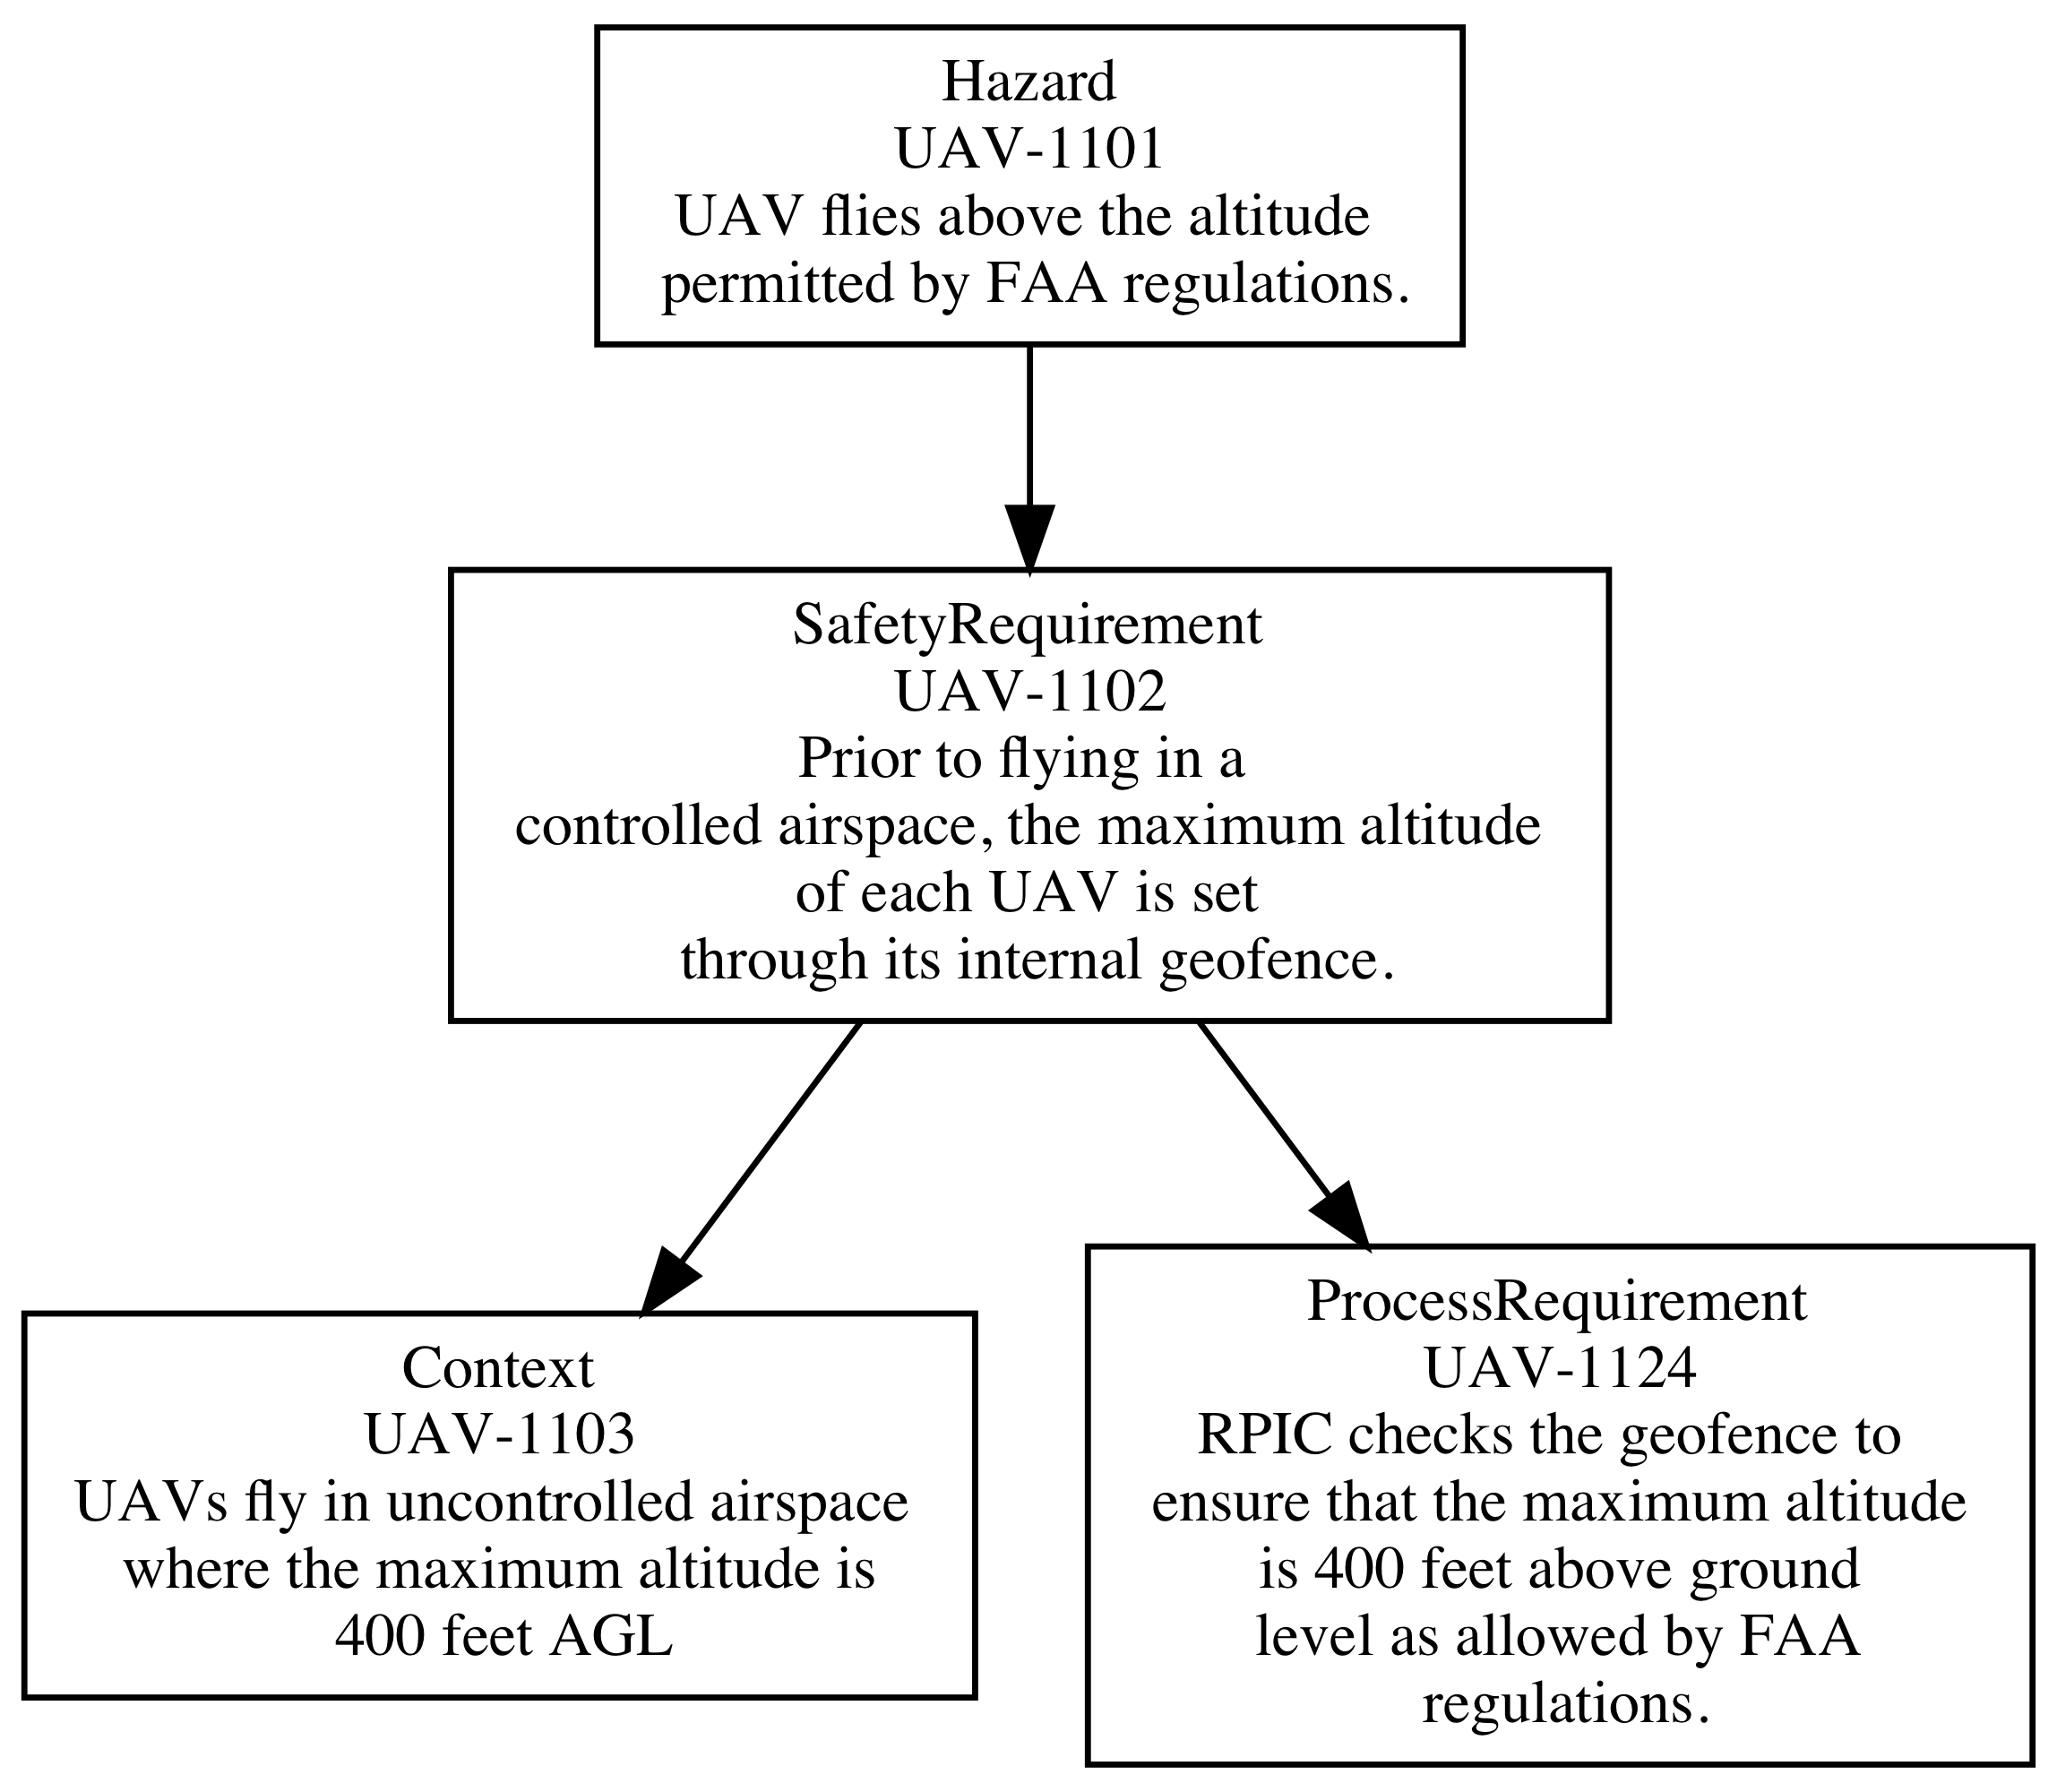 Hazard
UAV-1101
UAV flies above the altitude
permitted by FAA regulations.
SafetyRequirement
UAV-1102
Prior to flying in a
controlled airspace, the maximum altitude
of each UAV is set
through its internal geofence.
Context
UAV-1103
UAVs fly in uncontrolled airspace
where the maximum altitude is
400 feet AGL
ProcessRequirement
UAV-1124
RPIC checks the geofence to
ensure that the maximum altitude
is 400 feet above ground
level as allowed by FAA
regulations.